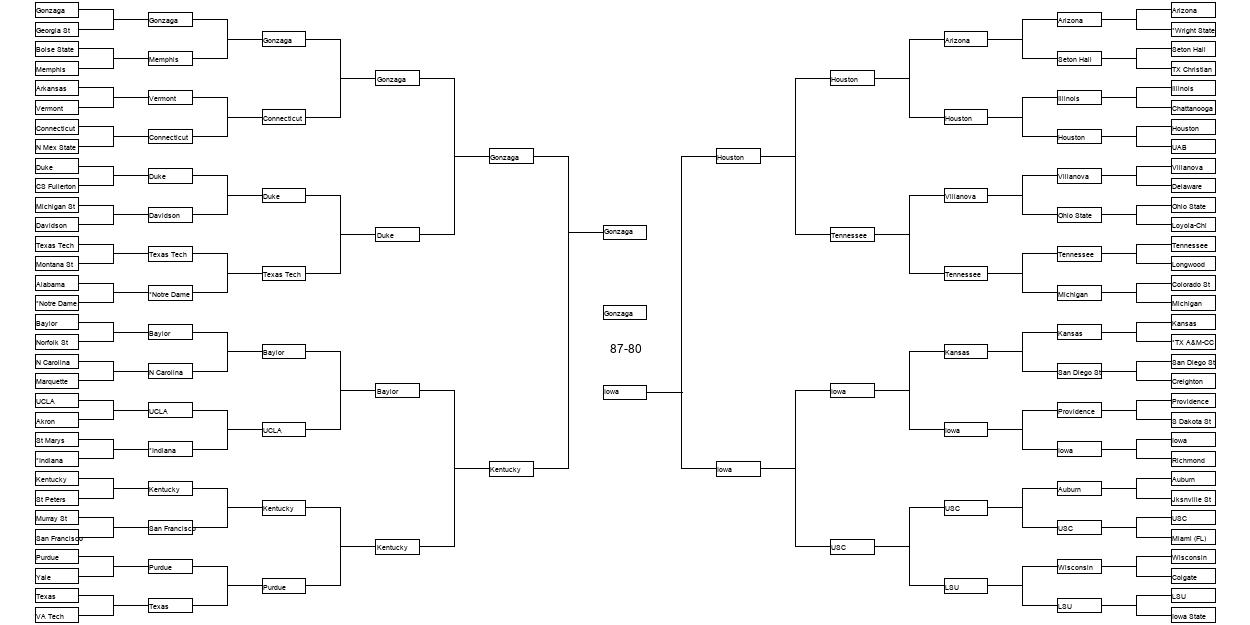 Gonzaga
Georgia St
Boise State
Memphis
Arkansas
Vermont
Connecticut
N Mex State
Duke
CS Fullerton
Michigan St
Davidson
Texas Tech
Montana St
Alabama
*Notre Dame
Baylor
Norfolk St
N Carolina
Marquette
UCLA
Akron
St Marys
*Indiana
Kentucky
St Peters
Murray St
San Francisco
Purdue
Yale
Texas
VA Tech
Gonzaga
Memphis
Vermont
Connecticut
Duke
Davidson
Texas Tech
*Notre Dame
Baylor
N Carolina
UCLA
*Indiana
Kentucky
San Francisco
Purdue
Texas
Gonzaga
Connecticut
Duke
Texas Tech
Baylor
UCLA
Kentucky
Purdue
Gonzaga
Duke
Baylor
Kentucky
Gonzaga
Kentucky
Gonzaga
Gonzaga
87-80
Iowa
Houston
Iowa
Houston
Tennessee
Iowa
USC
Arizona
Houston
Villanova
Tennessee
Kansas
Iowa
USC
LSU
Arizona
Seton Hall
Illinois
Houston
Villanova
Ohio State
Tennessee
Michigan
Kansas
San Diego St
Providence
Iowa
Auburn
USC
Wisconsin
LSU
Arizona
*Wright State
Seton Hall
TX Christian
Illinois
Chattanooga
Houston
UAB
Villanova
Delaware
Ohio State
Loyola-Chi
Tennessee
Longwood
Colorado St
Michigan
Kansas
*TX A&M-CC
San Diego St
Creighton
Providence
S Dakota St
Iowa
Richmond
Auburn
Jksnville St
USC
Miami (FL)
Wisconsin
Colgate
LSU
Iowa State